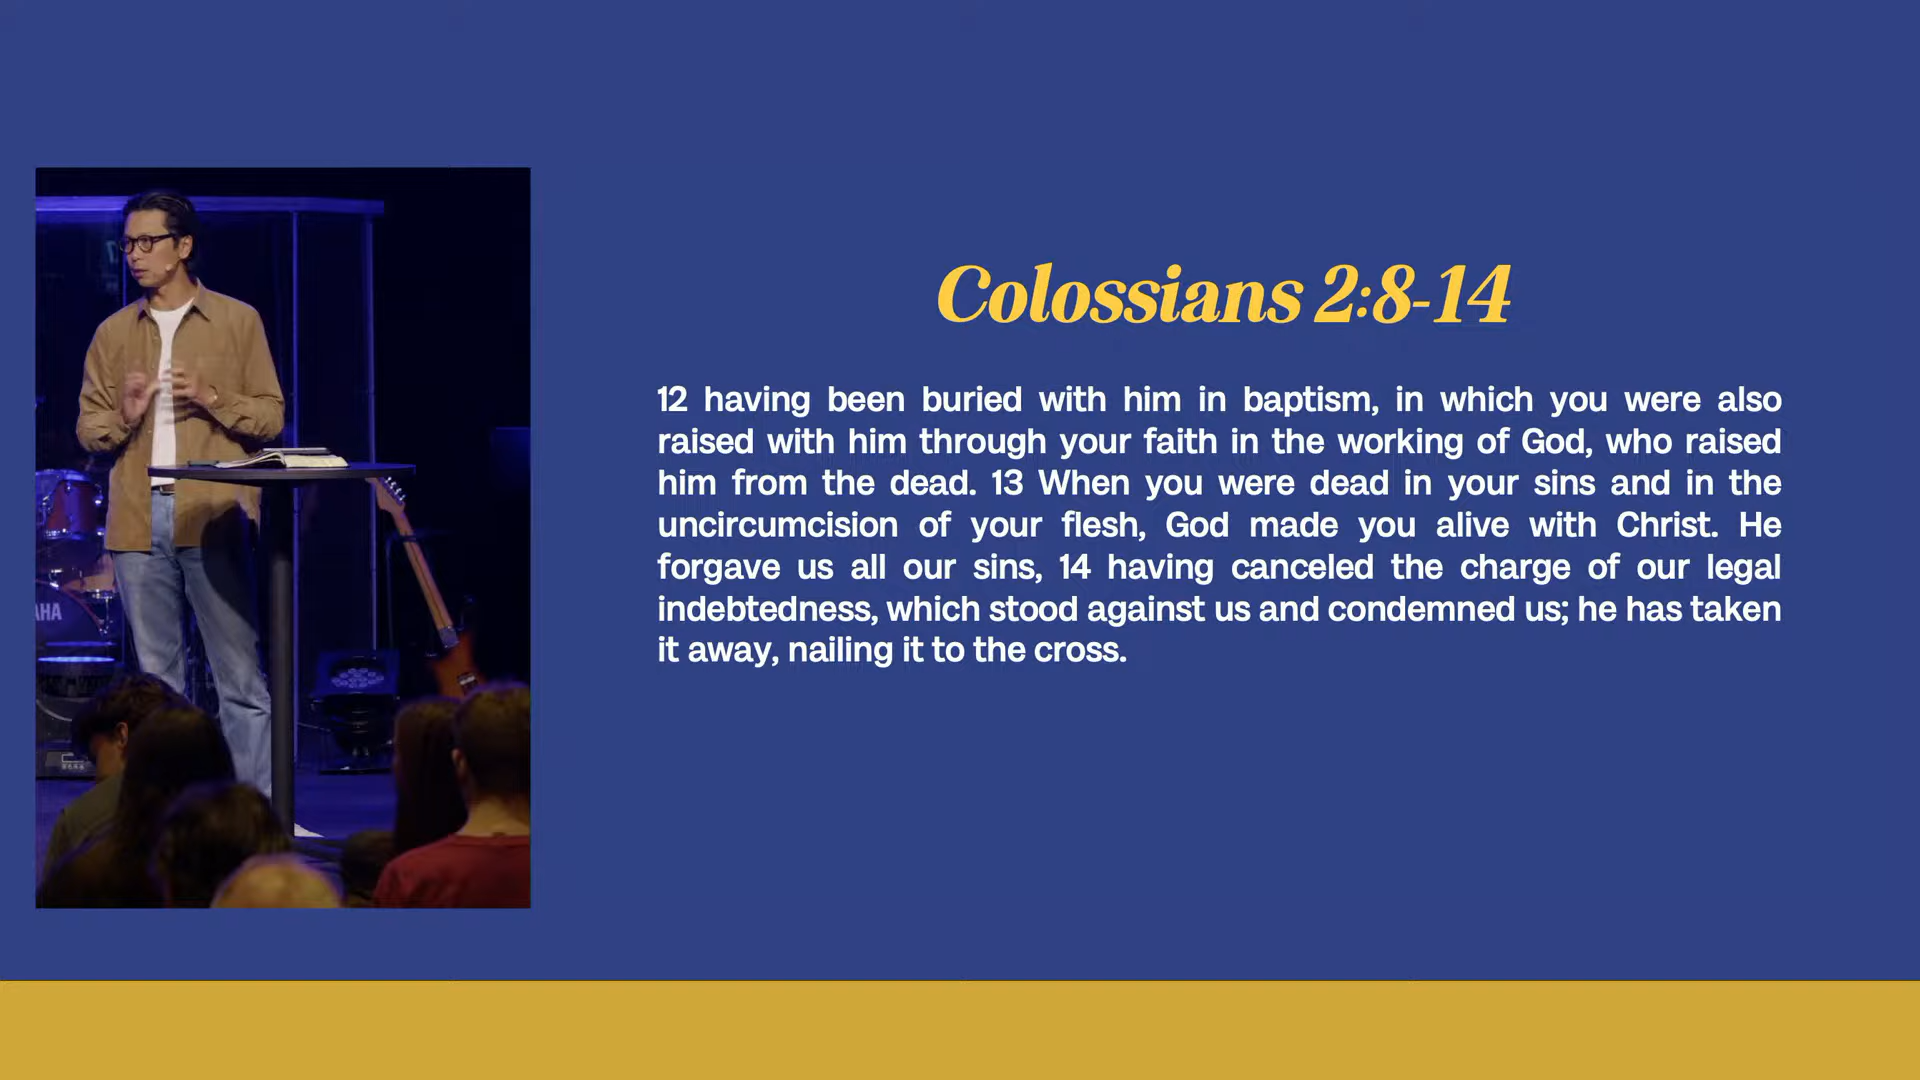 Colossians 2:8-14
12 having been buried with him in baptism, in which you were also
raised with him through your faith in the working of God, who raised
him from the dead. 13 When you were dead in your sins and in the
uncircumcision of your flesh, God made you alive with Christ. He
forgave us all our sins, 14 having canceled the charge of our legal
indebtedness, which stood against us and condemned us; he has taken
it away, nailing it to the cross.
AHA